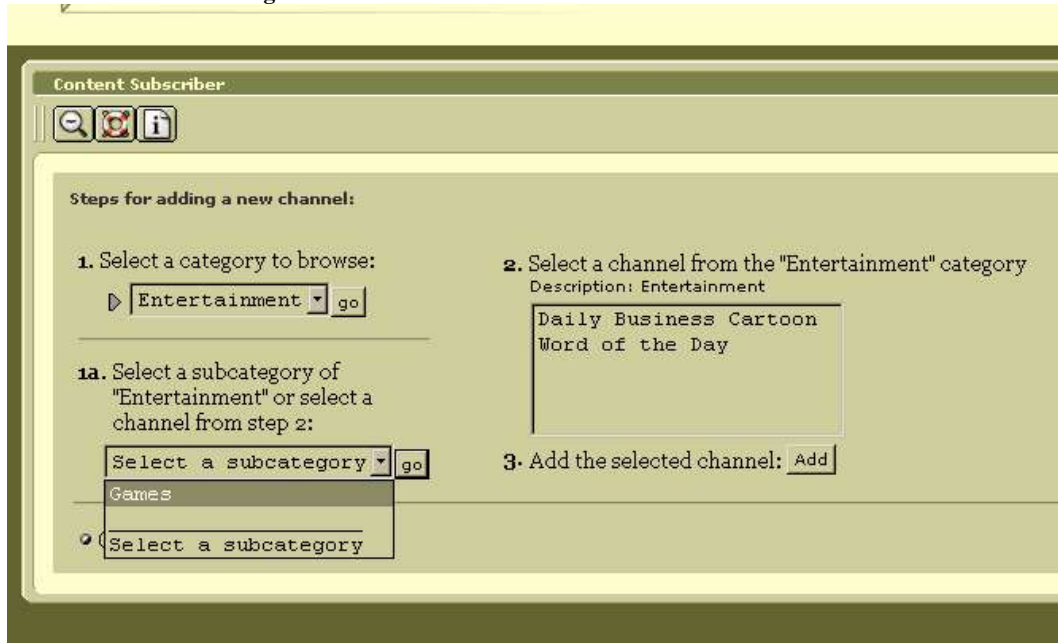 Content Subscriber
Steps for adding a new channel:
1. Select a category to browse:
Entertainment go
1a. Select a subcategory of
"Entertainment" or select a
channel from step 2:
Select a subcategory go
Games
Select a subcategory
2. Select a channel from the "Entertainment" category
Description: Entertainment
Daily Business Cartoon
Word of the Day
3. Add the selected channel: Add